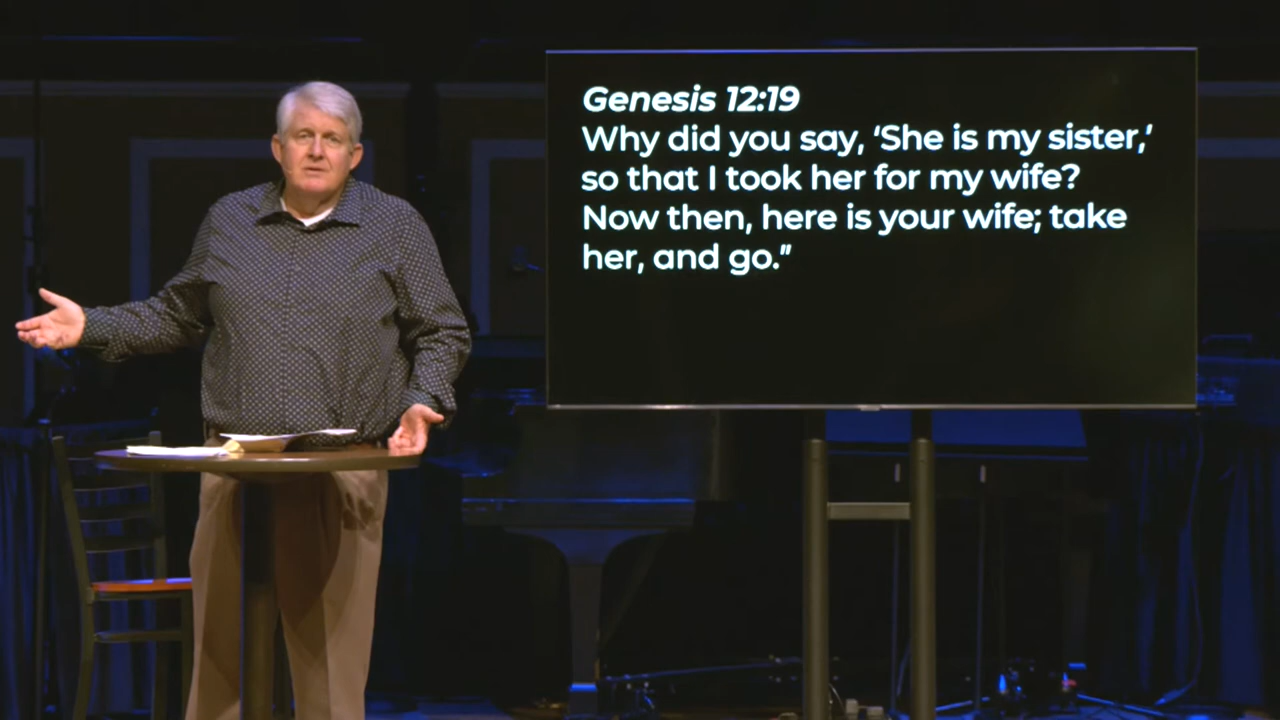 Genesis 12:19
Why did you say, ‘She is my sister,’
so that I took her for my wife?
Now then, here is your wife; take
her, and go.”